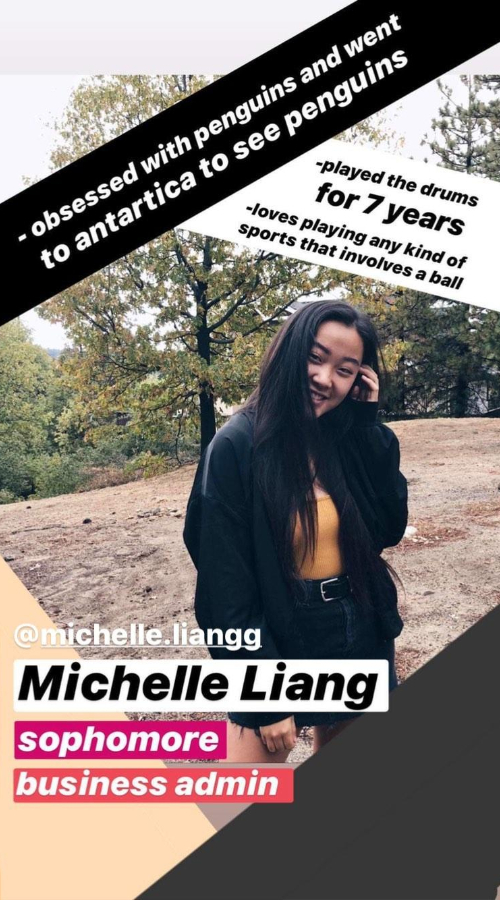 - obsessed with penguins and went
to antartica to see penguins
-played the drums
for 7 years
-loves playing any kind of
sports that involves a ball
@michelle.liangg
Michelle Liang
sophomore
business admin